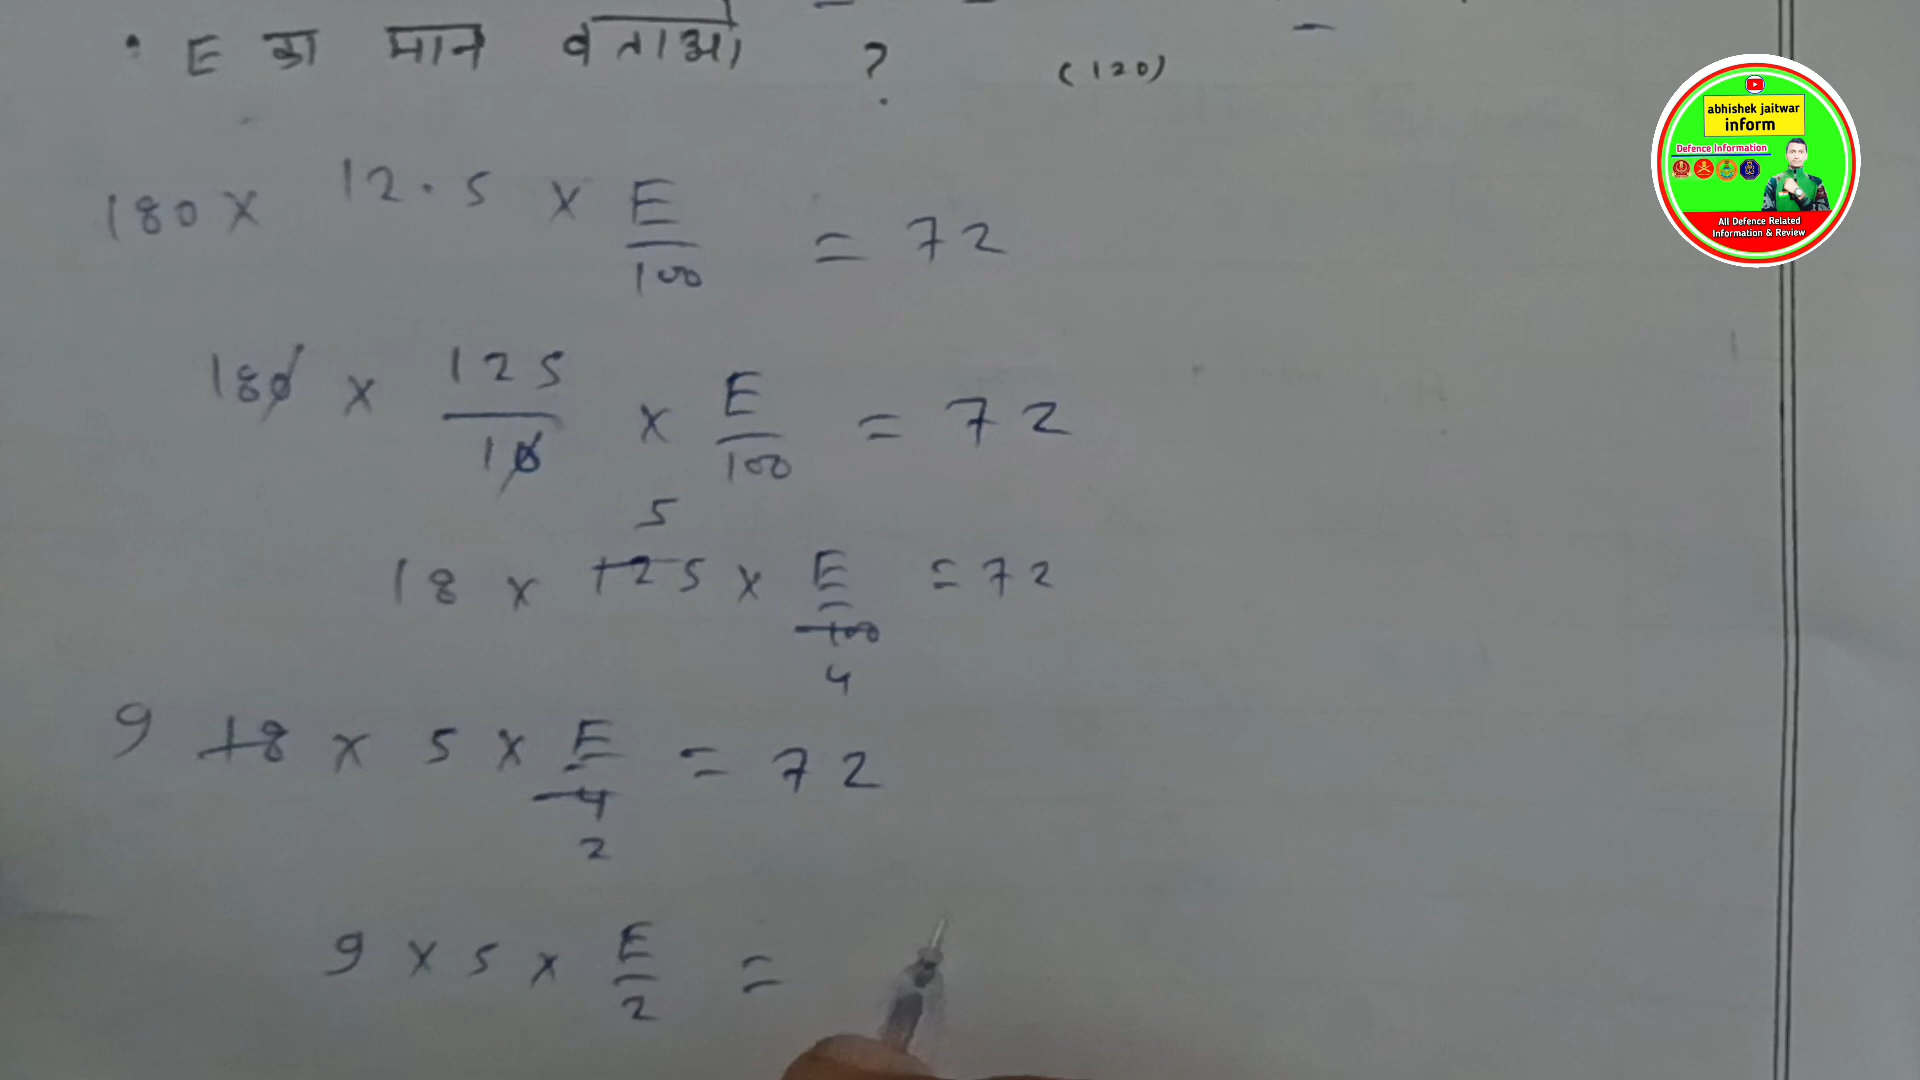 • E का मान बताओ ? (120)
180 x 12.5 x E/100 = 72
180 x 125/10 x E/100 = 72
5
18 x 125 x E/100 = 72
4
9 18 x 5 x E/4 = 72
2
9 x 5 x E/2 =
abhishek jaitwar
inform
Defence Information
All Defence Related
Information & Review